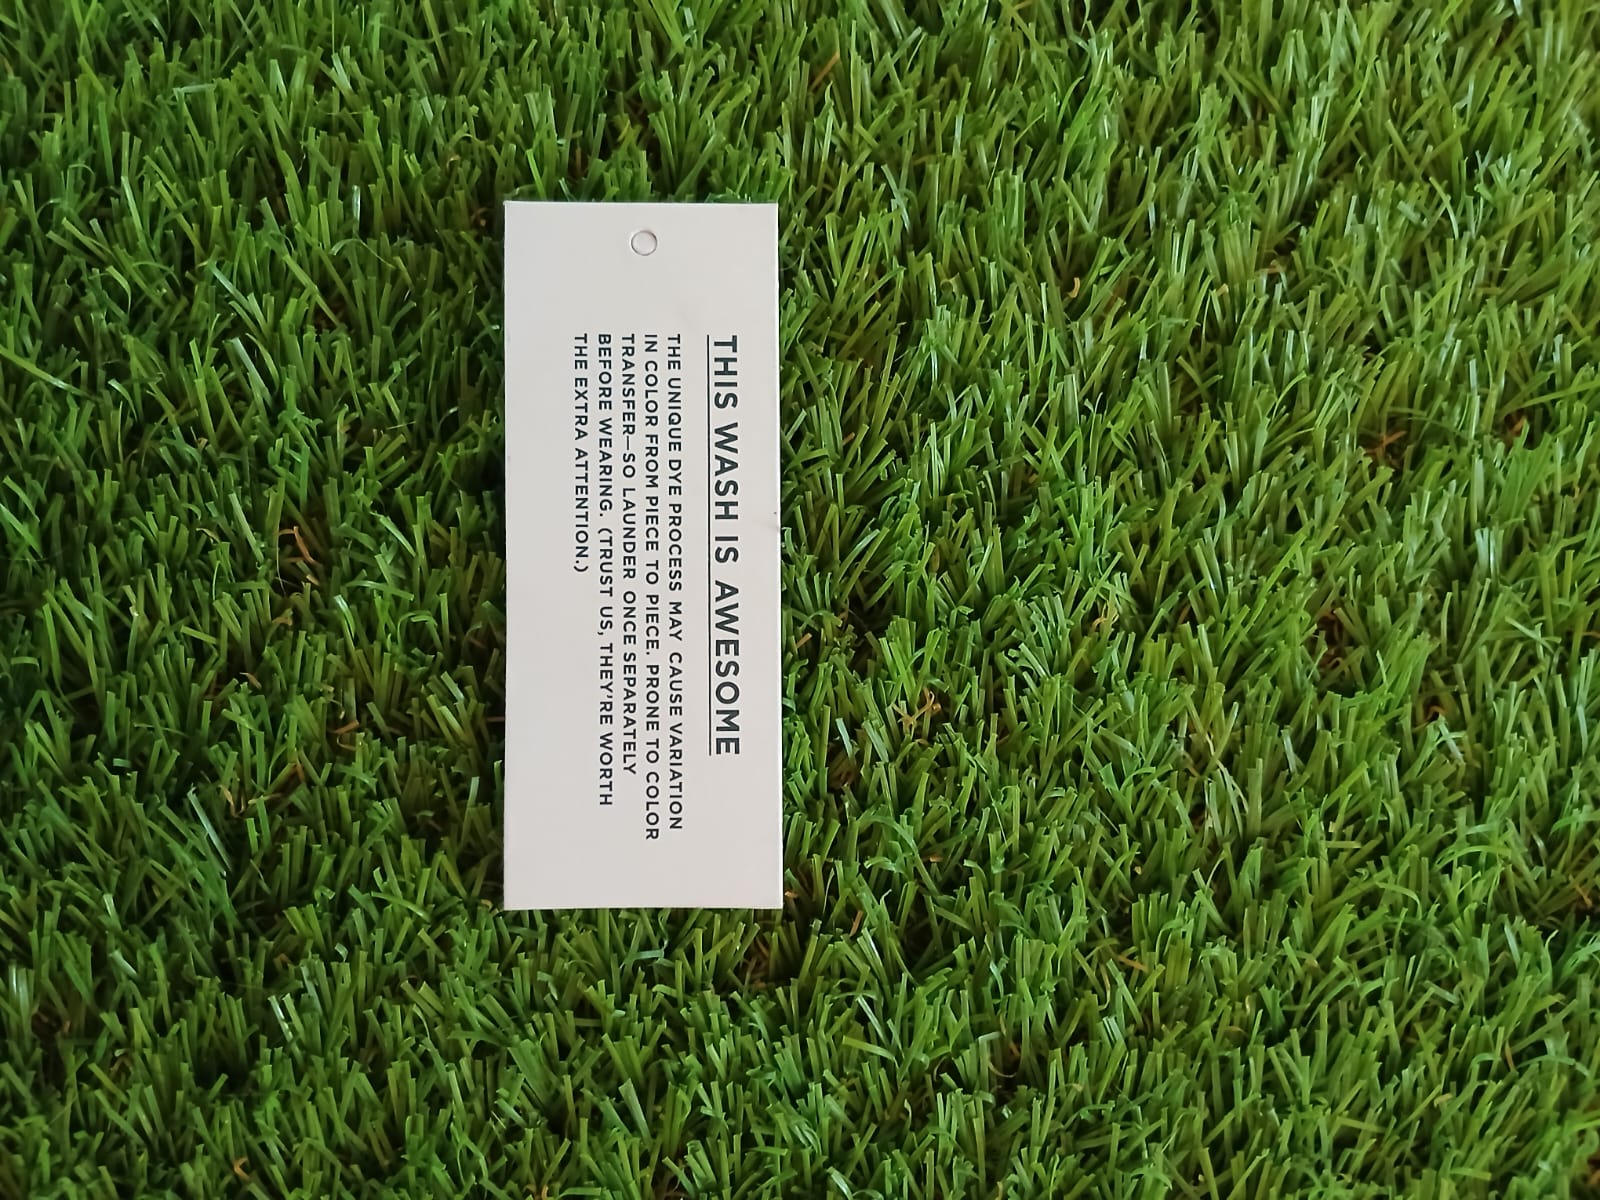 THIS WASH IS AWESOME
THE UNIQUE DYE PROCESS MAY CAUSE VARIATION
IN COLOR FROM PIECE TO PIECE. PRONE TO COLOR
TRANSFER—SO LAUNDER ONCE SEPARATELY
BEFORE WEARING. (TRUST US, THEY'RE WORTH
THE EXTRA ATTENTION.)